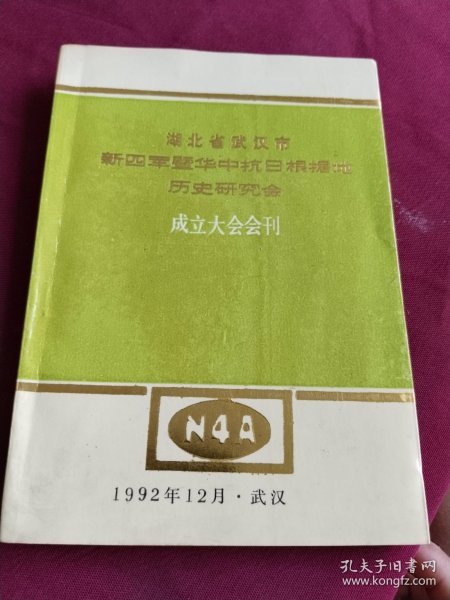 湖北省武汉市
新四军暨华中抗日根据地
历史研究会
成立大会会刊
N4A
1992年12月·武汉
孔夫子旧书网
www.kongfz.com